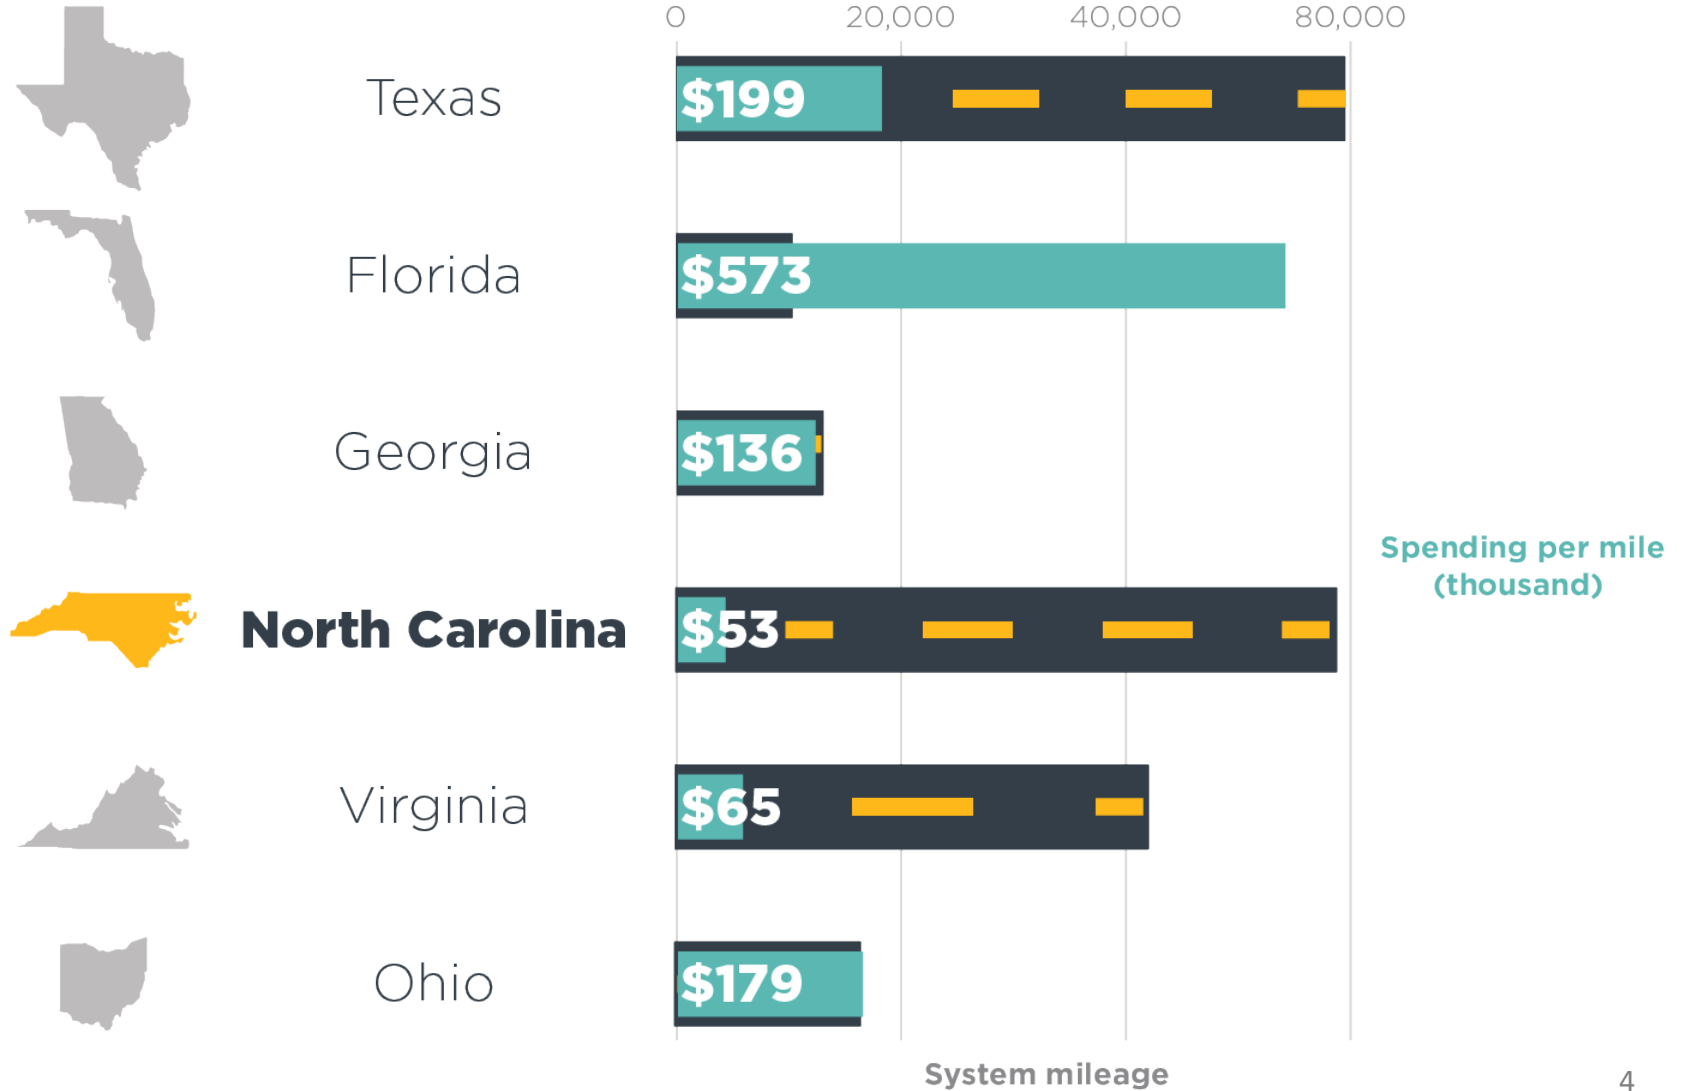 0 20,000 40,000 80,000
Texas $199
Florida $573
Georgia $136
Spending per mile
(thousand)
North Carolina $53
Virginia $65
Ohio $179
System mileage
4